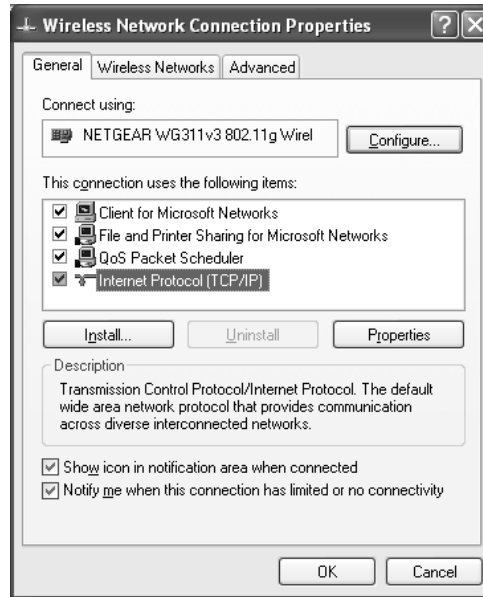 Wireless Network Connection Properties
General Wireless Networks Advanced
Connect using:
NETGEAR WG311v3 802.11g Wirel Configure...
This connection uses the following items:
Client for Microsoft Networks
File and Printer Sharing for Microsoft Networks
QoS Packet Scheduler
Internet Protocol (TCP/IP)
Install... Uninstall Properties
Description
Transmission Control Protocol/Internet Protocol. The default
wide area network protocol that provides communication
across diverse interconnected networks.
Show icon in notification area when connected
Notify me when this connection has limited or no connectivity
OK Cancel